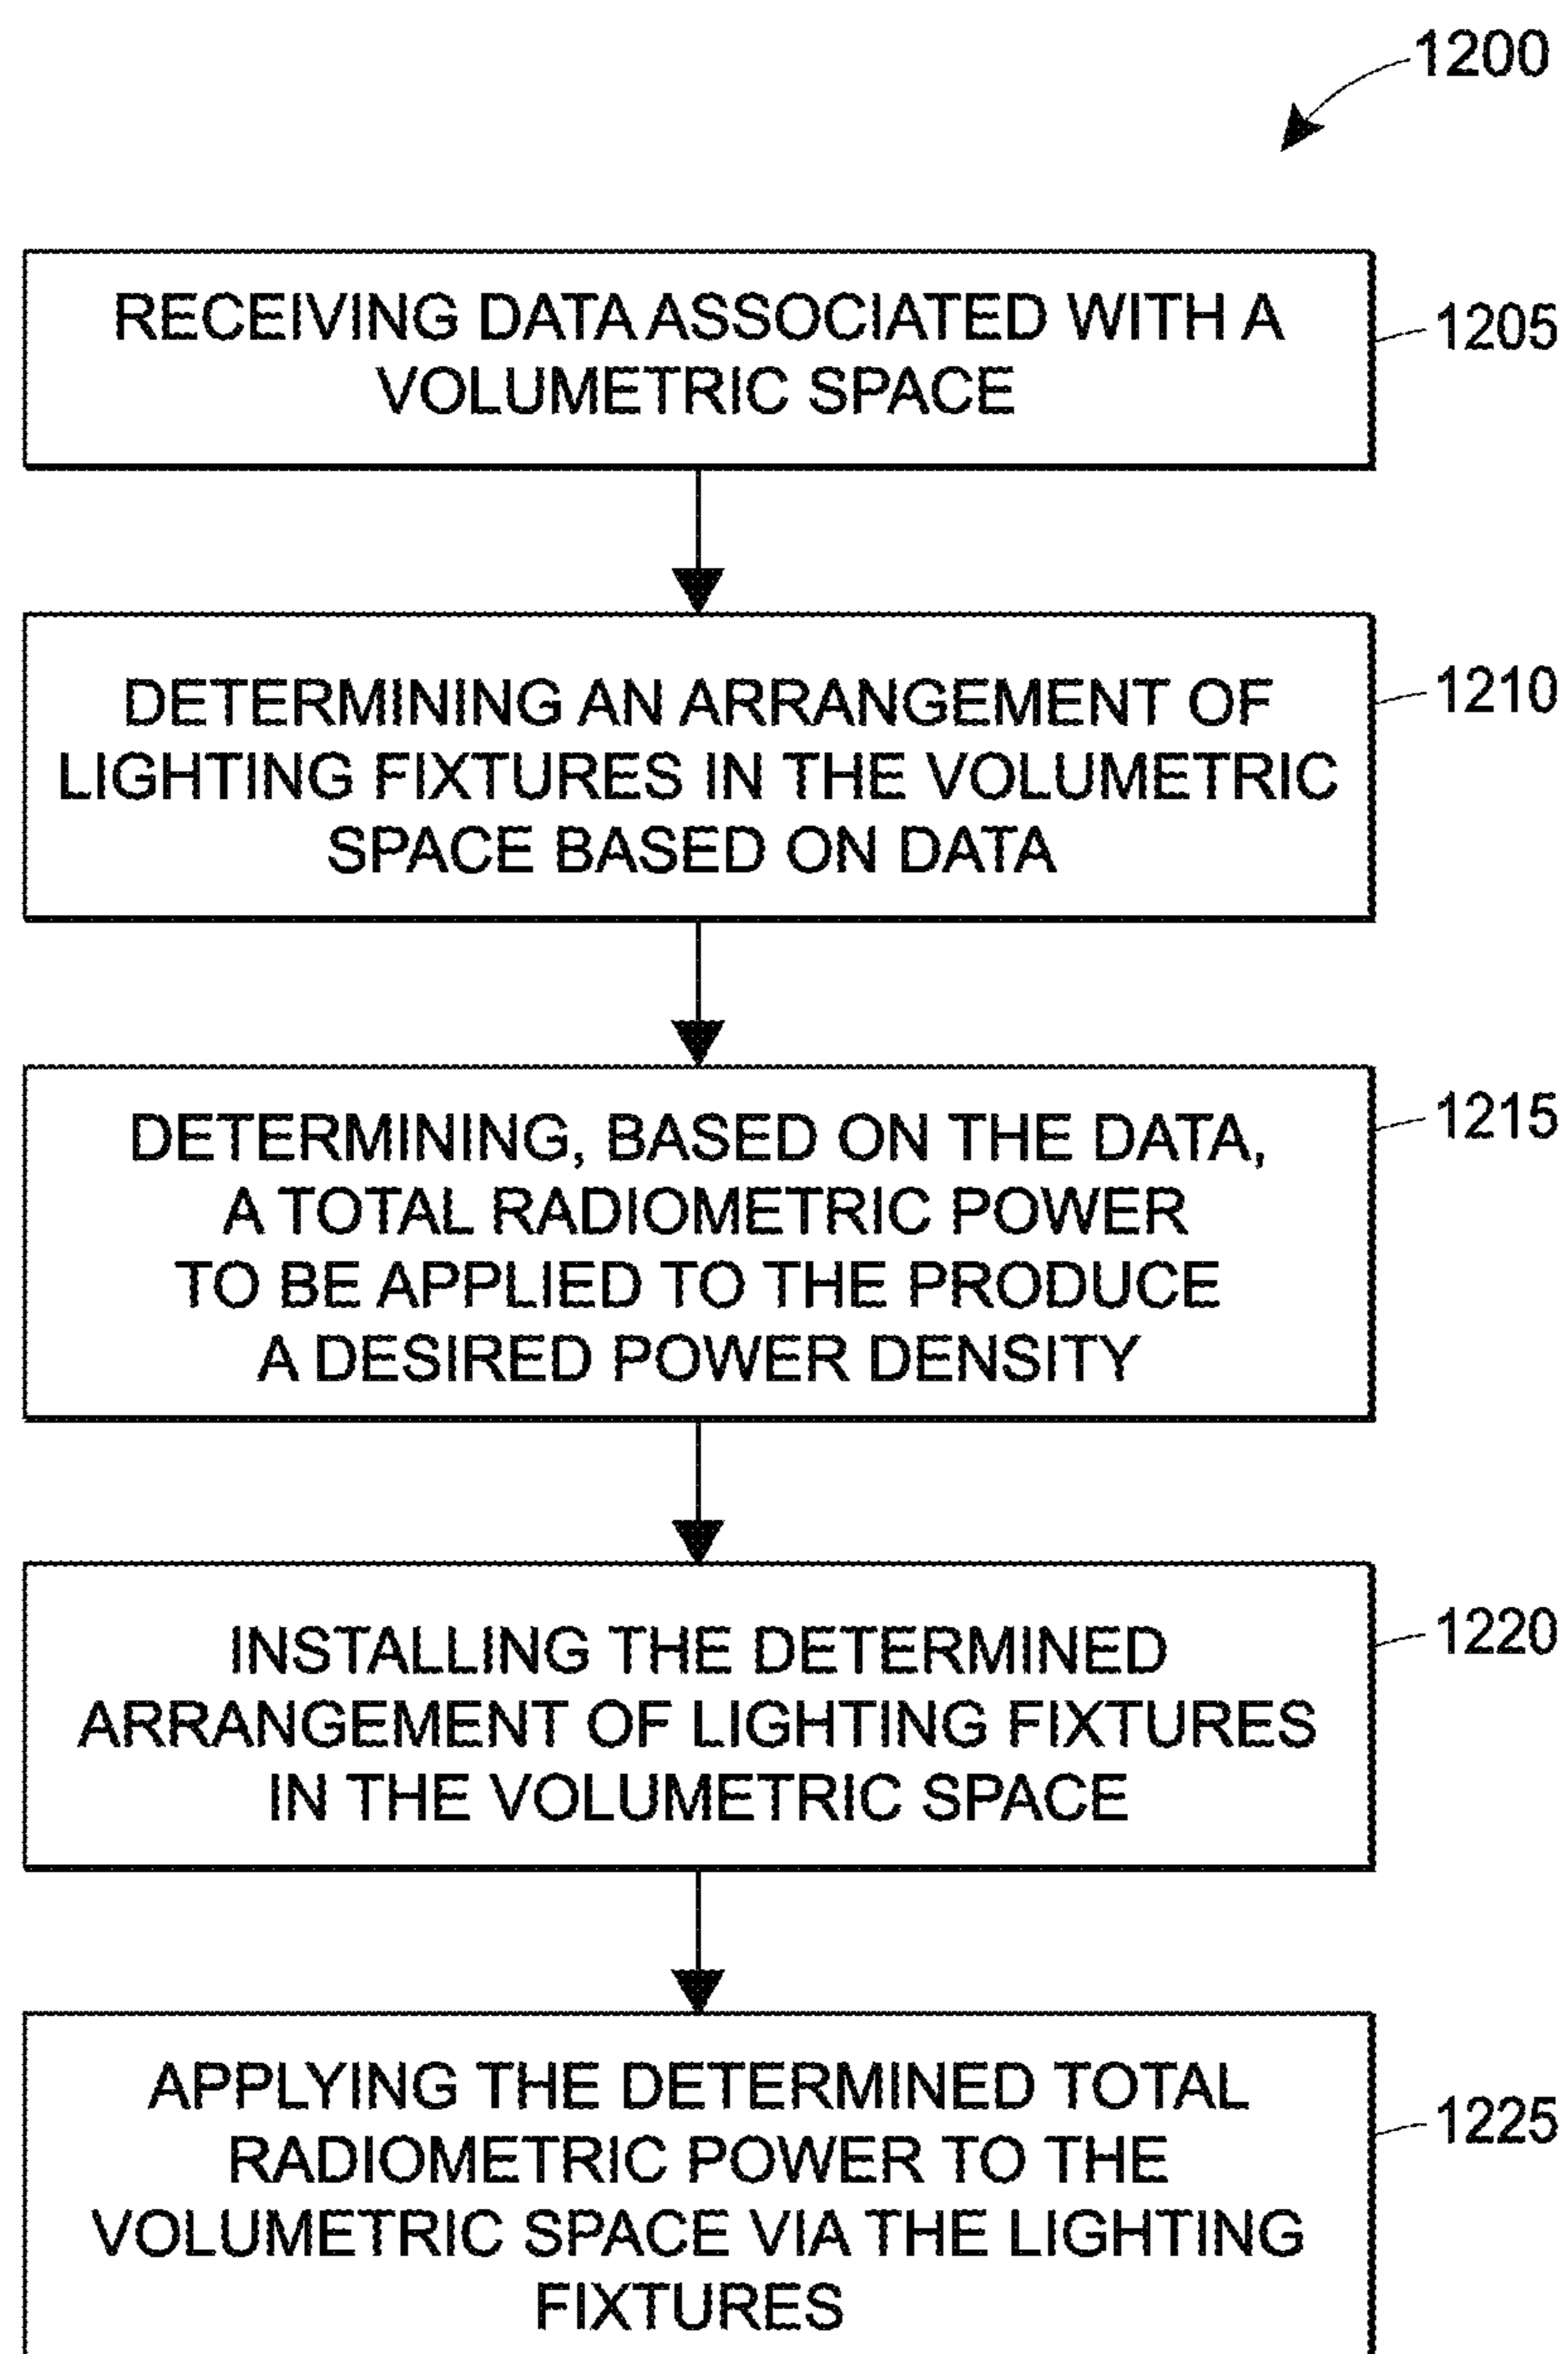 1200
RECEIVING DATA ASSOCIATED WITH A
VOLUMETRIC SPACE
1205
DETERMINING AN ARRANGEMENT OF
LIGHTING FIXTURES IN THE VOLUMETRIC
SPACE BASED ON DATA
1210
DETERMINING, BASED ON THE DATA,
A TOTAL RADIOMETRIC POWER
TO BE APPLIED TO THE PRODUCE
A DESIRED POWER DENSITY
1215
INSTALLING THE DETERMINED
ARRANGEMENT OF LIGHTING FIXTURES
IN THE VOLUMETRIC SPACE
1220
APPLYING THE DETERMINED TOTAL
RADIOMETRIC POWER TO THE
VOLUMETRIC SPACE VIA THE LIGHTING
FIXTURES
1225